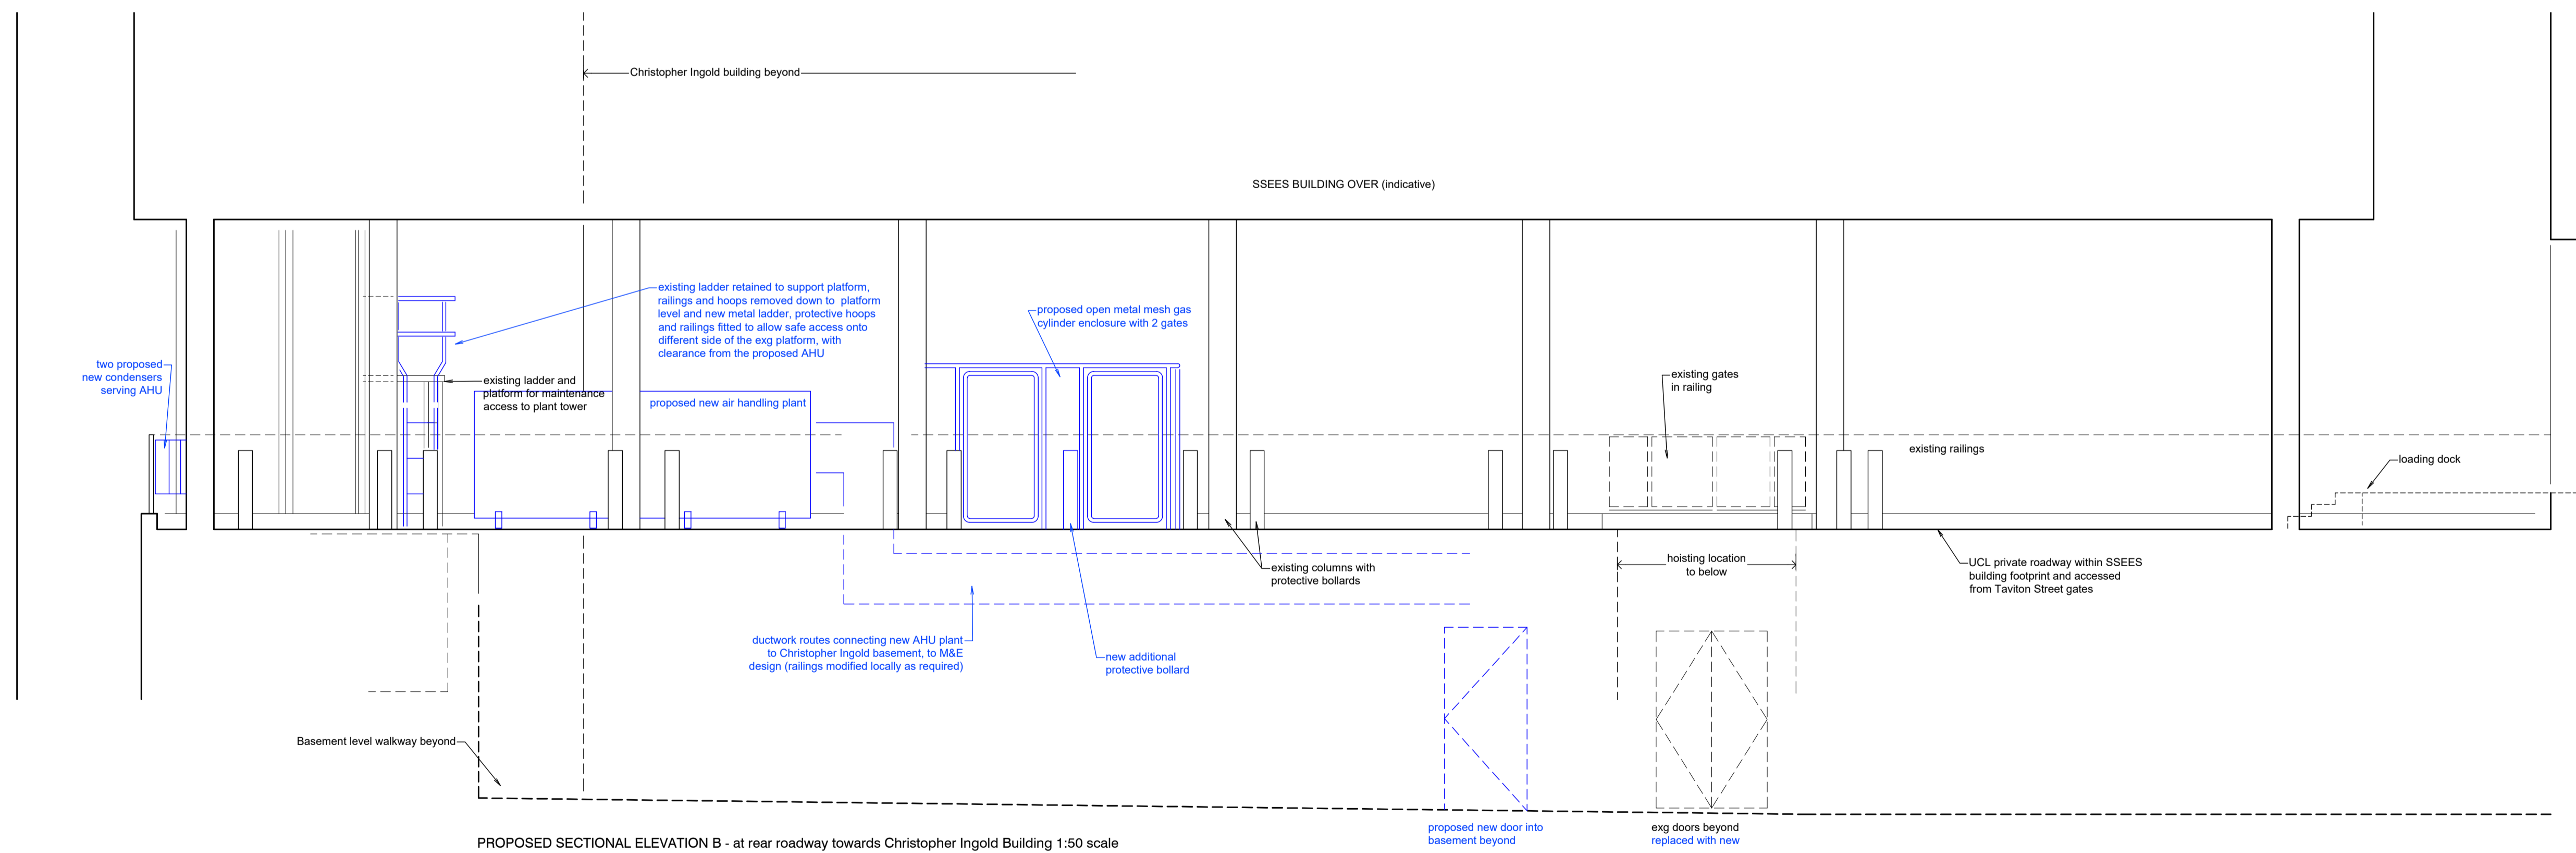 Christopher Ingold building beyond
SSEES BUILDING OVER (indicative)
existing ladder retained to support platform,
railings and hoops removed down to platform
level and new metal ladder, protective hoops
and railings fitted to allow safe access onto
different side of the exg platform, with
clearance from the proposed AHU
proposed open metal mesh gas
cylinder enclosure with 2 gates
two proposed
new condensers
serving AHU
existing ladder and
platform for maintenance
access to plant tower
proposed new air handling plant
existing gates
in railing
existing railings
loading dock
existing columns with
protective bollards
hoisting location
to below
UCL private roadway within SSEES
building footprint and accessed
from Taviton Street gates
ductwork routes connecting new AHU plant
to Christopher Ingold basement, to M&E
design (railings modified locally as required)
new additional
protective bollard
Basement level walkway beyond
proposed new door into
basement beyond
exg doors beyond
replaced with new
PROPOSED SECTIONAL ELEVATION B - at rear roadway towards Christopher Ingold Building 1:50 scale